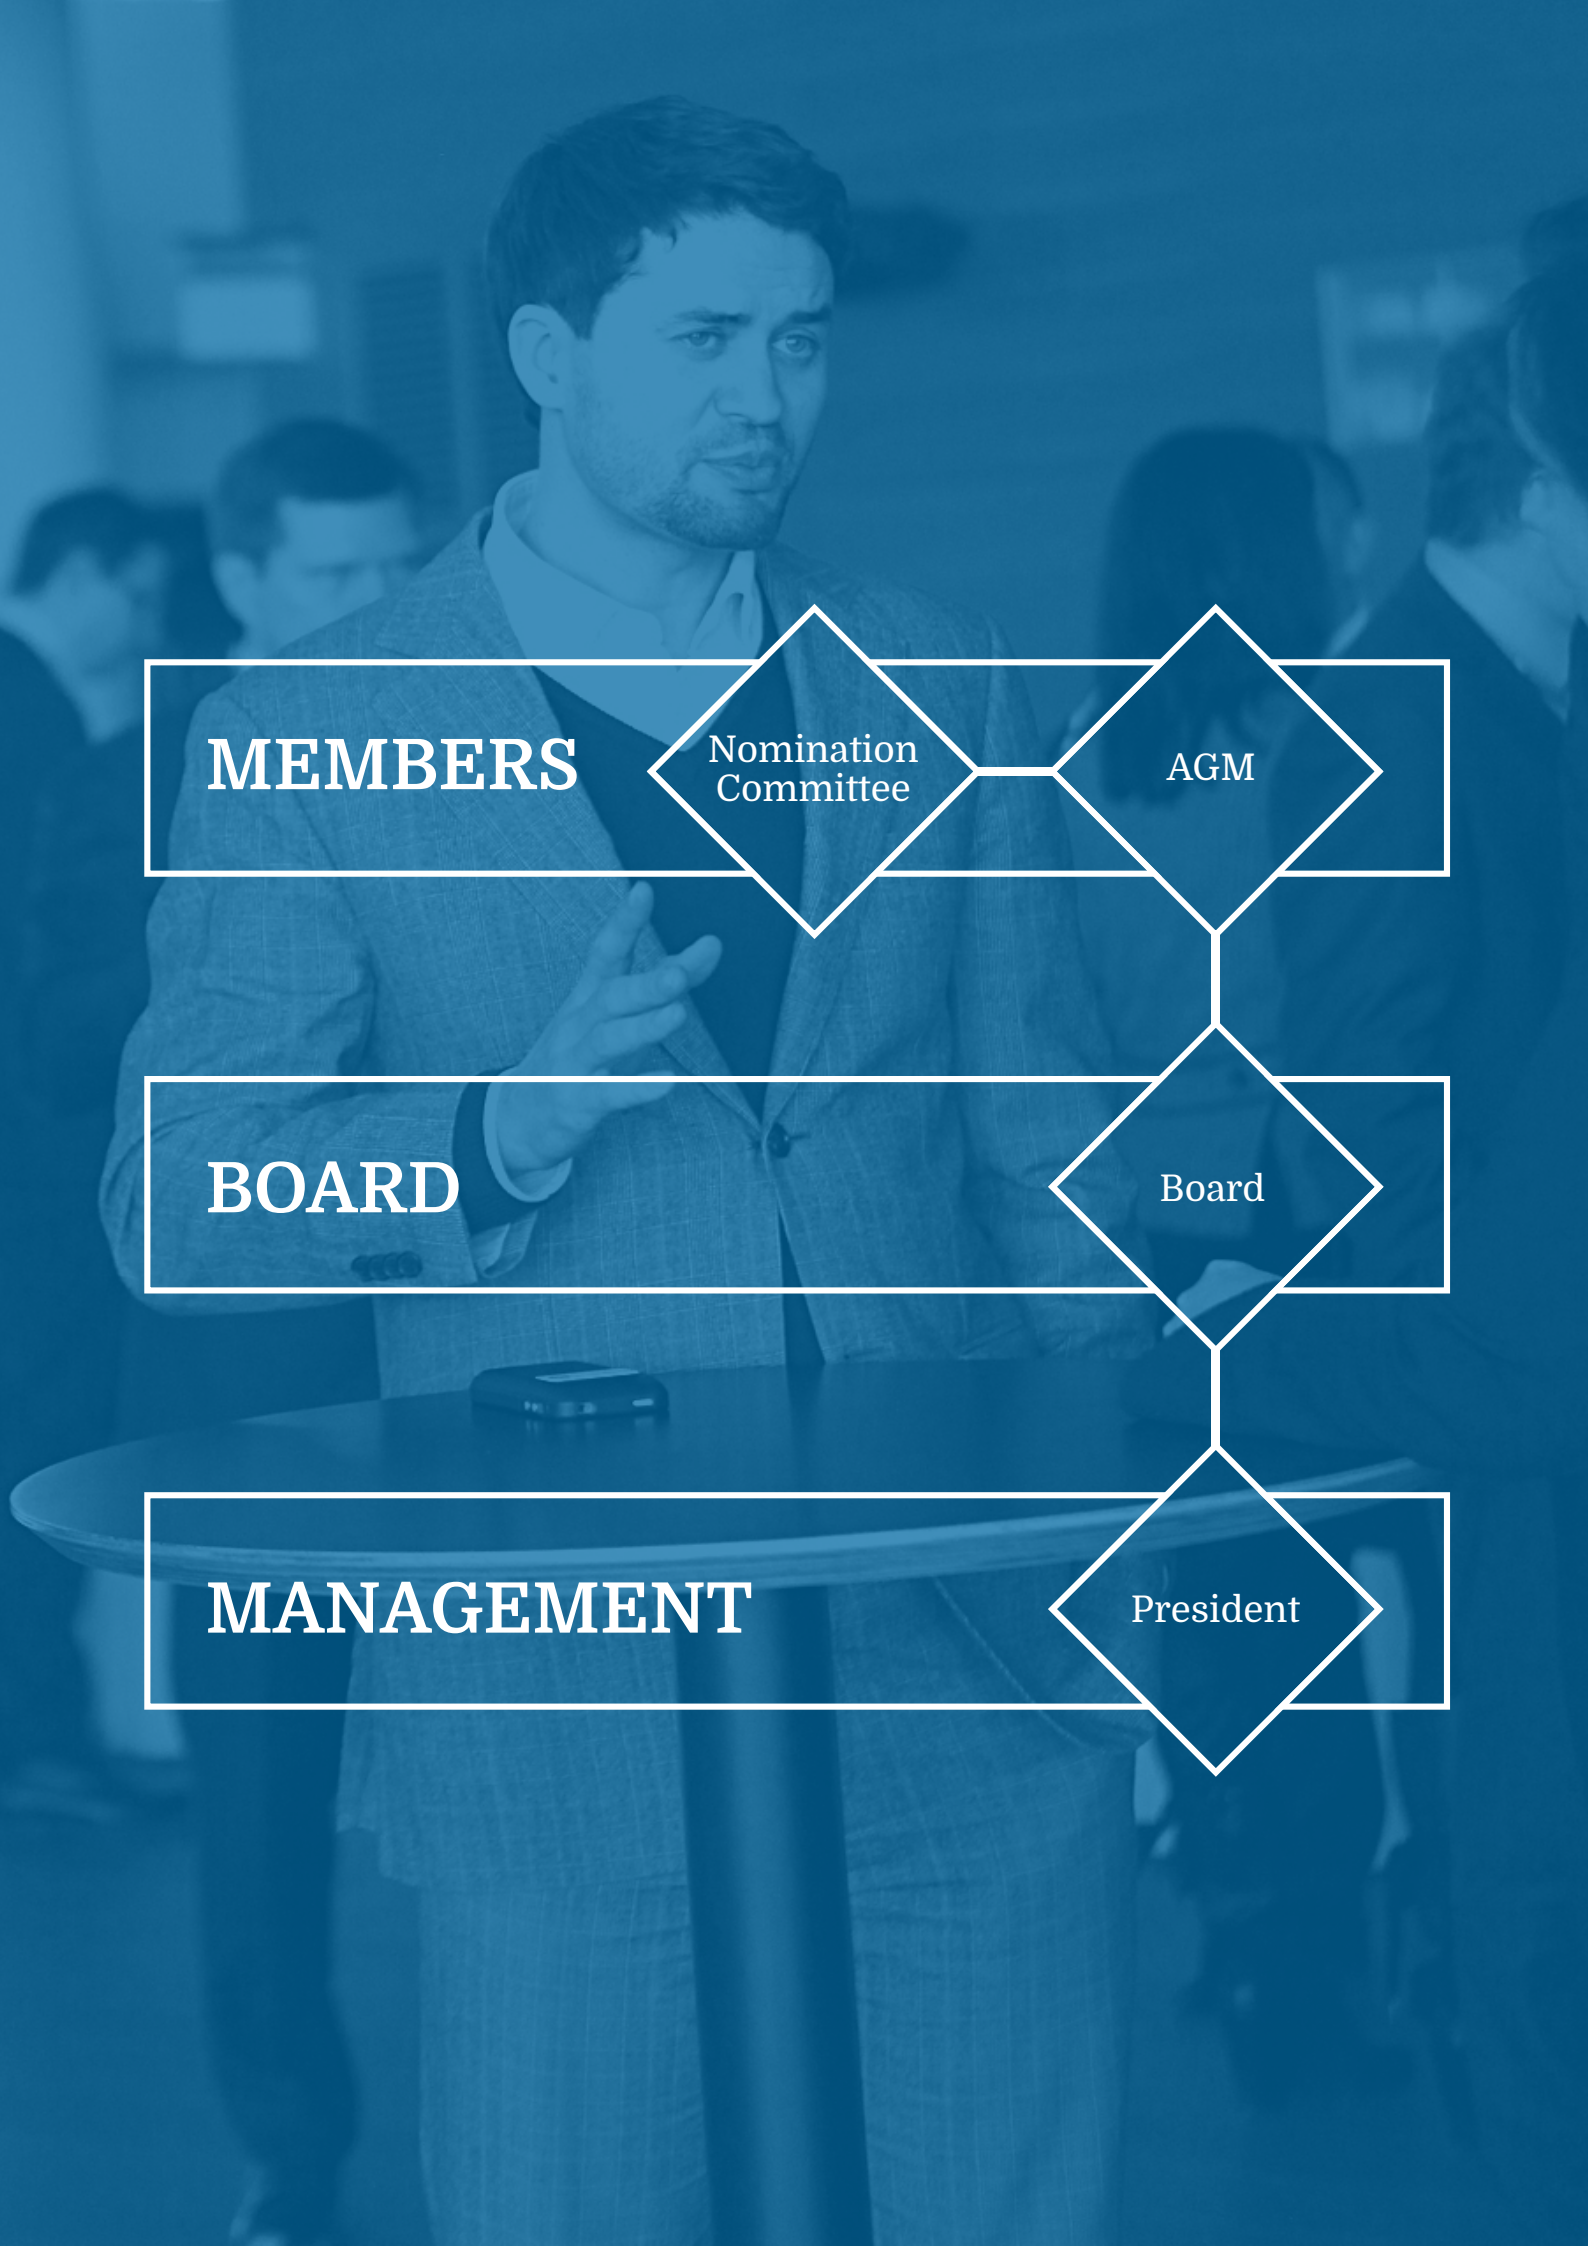 MEMBERS
Nomination
Committee
AGM
BOARD
Board
MANAGEMENT
President